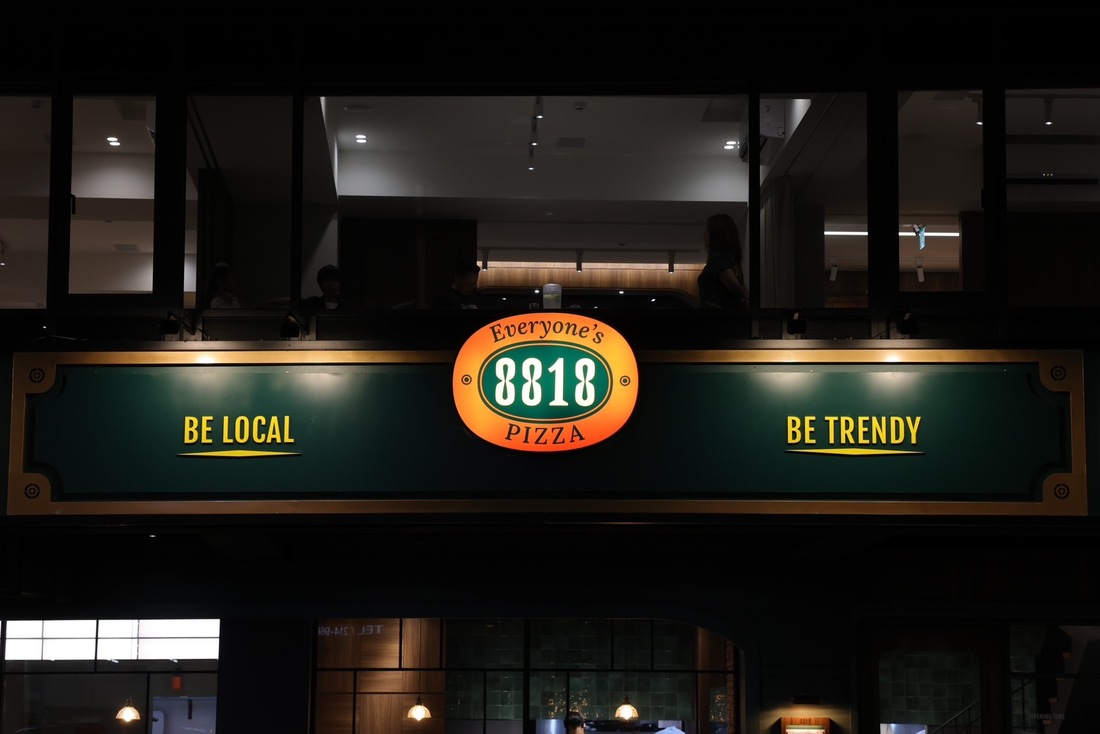 Everyone's
8818
PIZZA
BE LOCAL
BE TRENDY